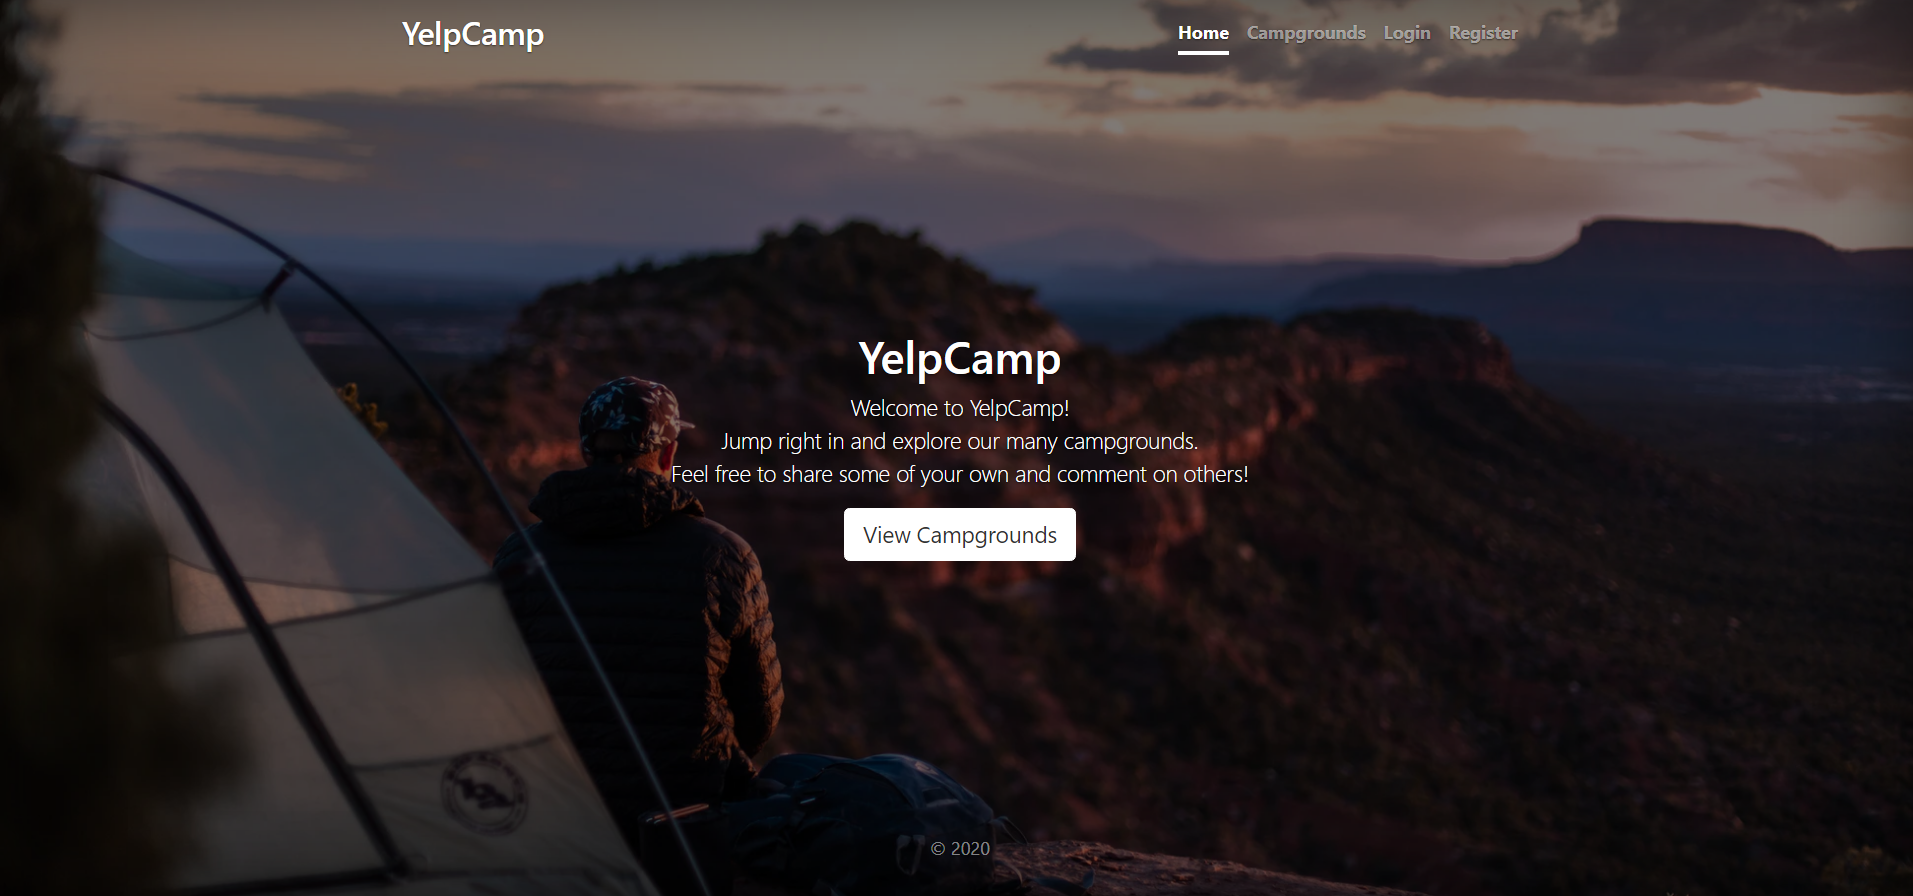 YelpCamp
Home Campgrounds Login Register
YelpCamp
Welcome to YelpCamp!
Jump right in and explore our many campgrounds.
Feel free to share some of your own and comment on others!
View Campgrounds
© 2020